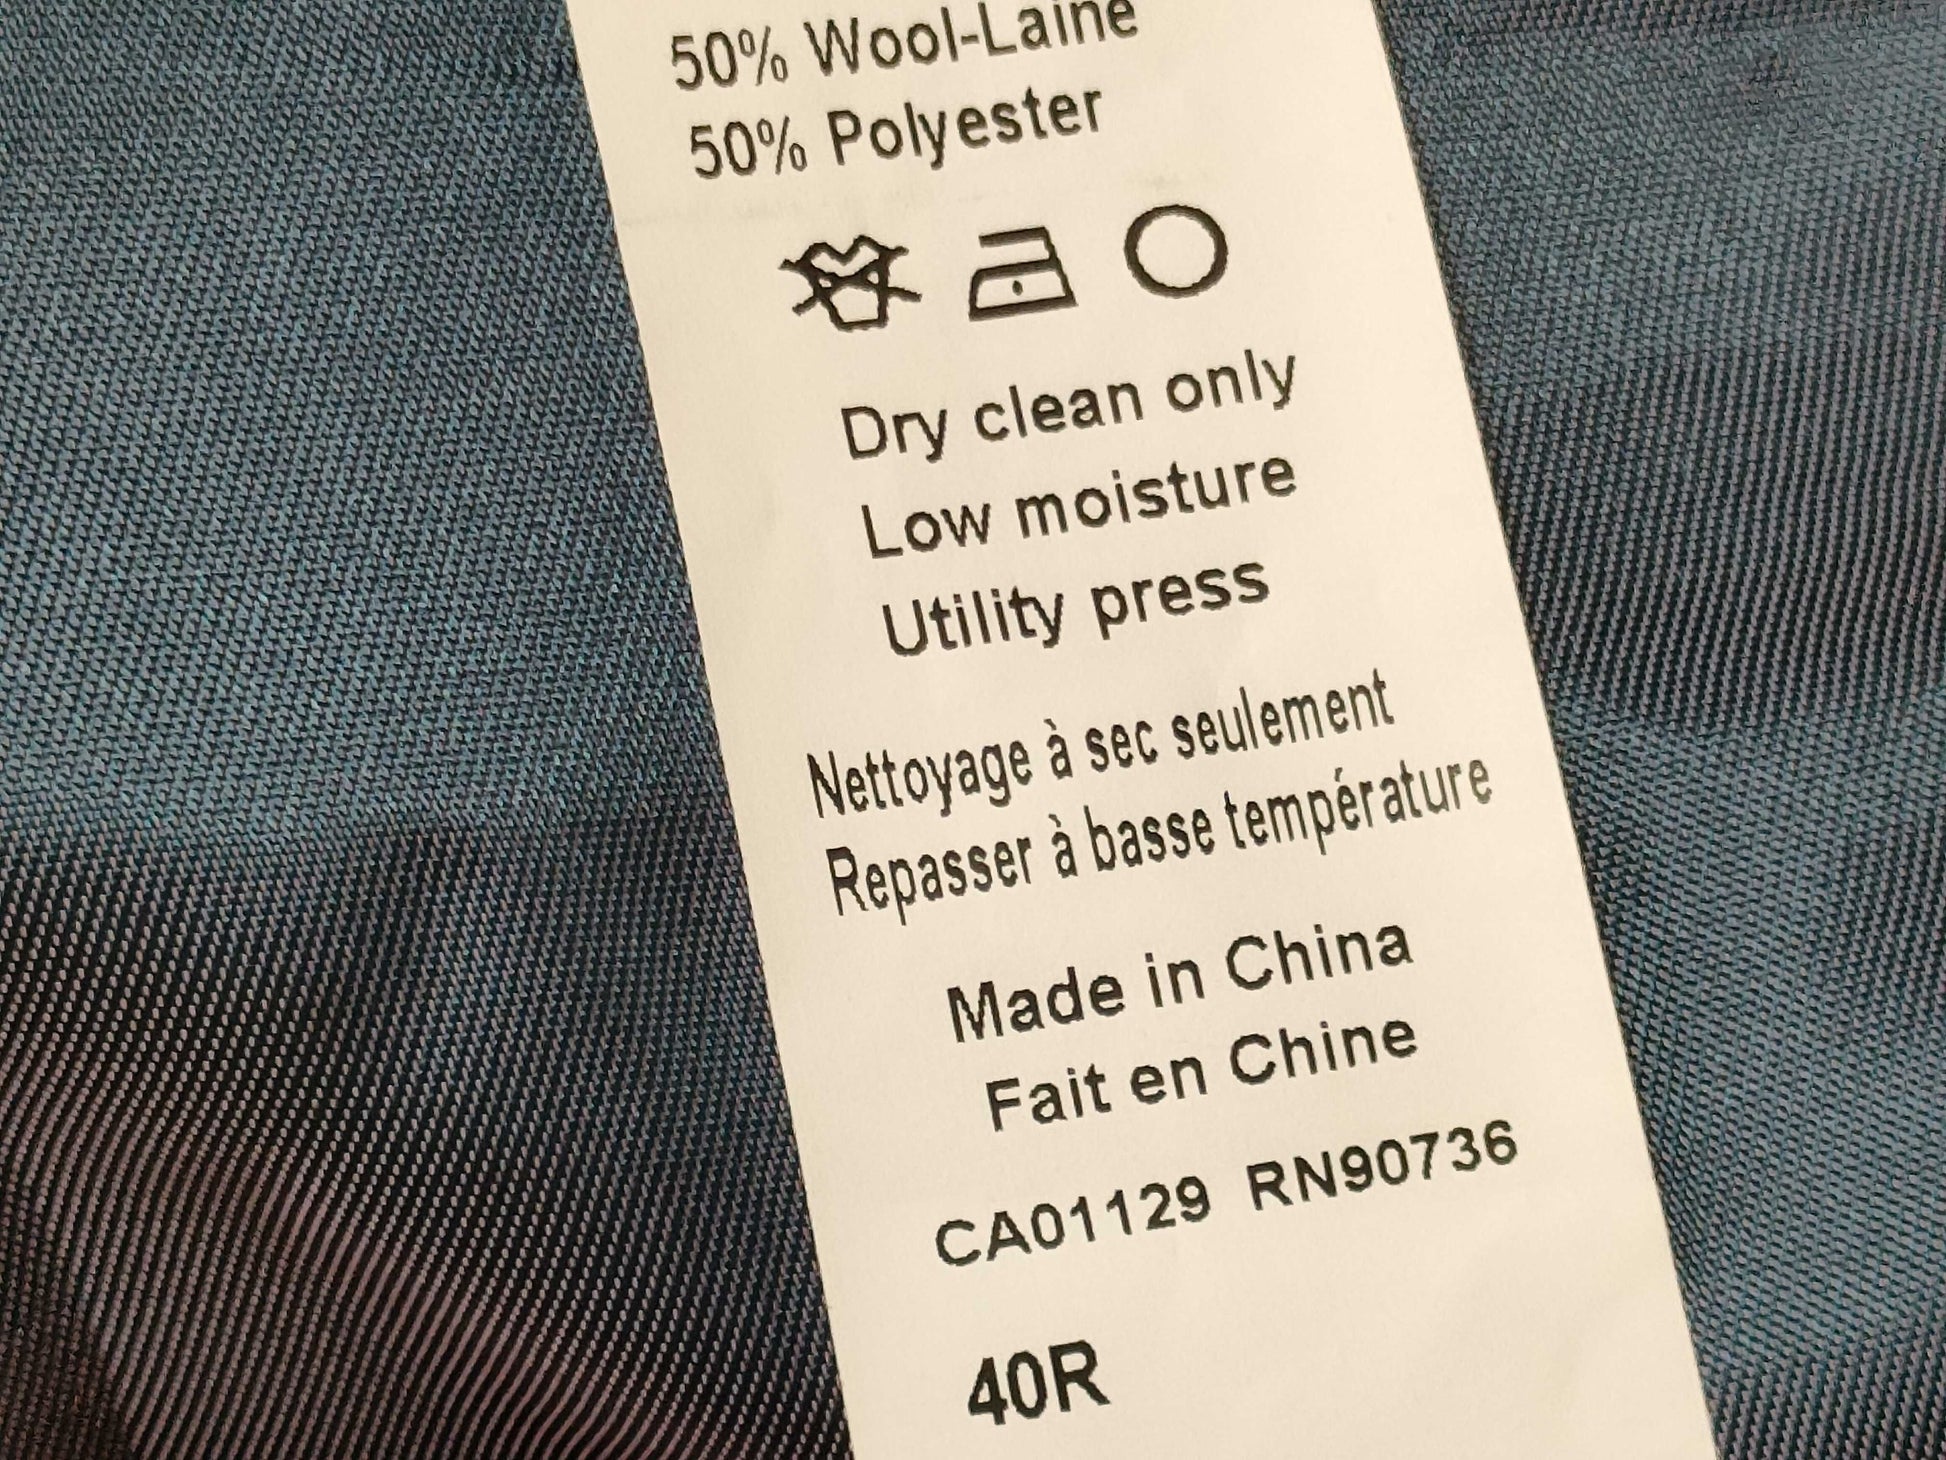 50% Wool-Laine
50% Polyester
Dry clean only
Low moisture
Utility press
Nettoyage à sec seulement
Repasser à basse température
Made in China
Fait en Chine
CA01129 RN90736
40R